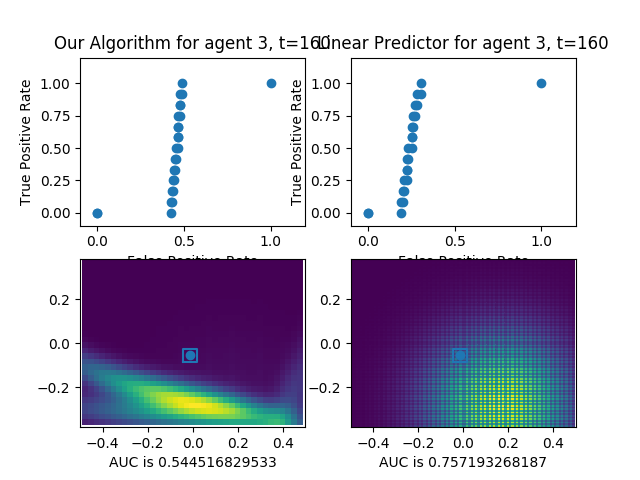 Our Algorithm for agent 3, t=160
Linear Predictor for agent 3, t=160
True Positive Rate
1.00
0.75
0.50
0.25
0.00
0.0 0.5 1.0
False Positive Rate
True Positive Rate
1.00
0.75
0.50
0.25
0.00
0.0 0.5 1.0
False Positive Rate
0.2
0.0
−0.2
−0.4 −0.2 0.0 0.2 0.4
AUC is 0.544516829533
0.2
0.0
−0.2
−0.4 −0.2 0.0 0.2 0.4
AUC is 0.757193268187